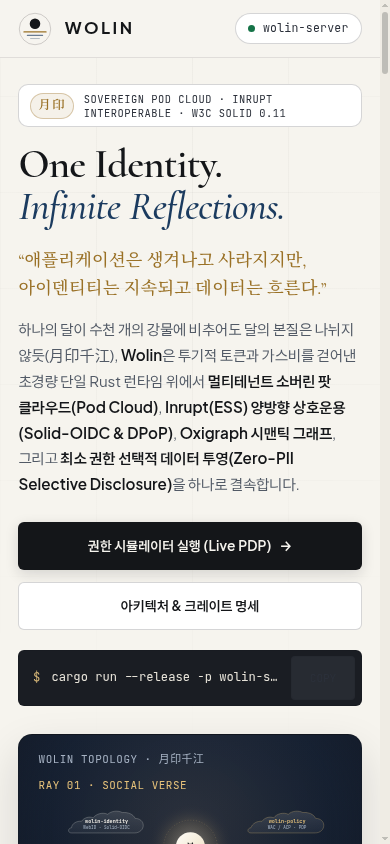 WOLIN
wolin-server
月印
SOVEREIGN POD CLOUD · INRUPT
INTEROPERABLE · W3C SOLID 0.11
One Identity.
Infinite Reflections.
“애플리케이션은 생겨나고 사라지지만,
아이덴티티는 지속되고 데이터는 흐른다.”
하나의 달이 수천 개의 강물에 비추어도 달의 본질은 나뉘지
않듯(月印千江), Wolin은 투기적 토큰과 가스비를 걷어낸
초경량 단일 Rust 런타임 위에서 멀티테넌트 소버린 팟
클라우드(Pod Cloud), Inrupt(ESS) 양방향 상호운용
(Solid-OIDC & DPoP), Oxigraph 시맨틱 그래프,
그리고 최소 권한 선택적 데이터 투영(Zero-PII
Selective Disclosure)을 하나로 결속합니다.
권한 시뮬레이터 실행 (Live PDP) →
아키텍처 & 크레이트 명세
$ cargo run --release -p wolin-s…
WOLIN TOPOLOGY · 月印千江
RAY 01 · SOCIAL VERSE
wolin-identity
WebID · Solid-OIDC
wolin-policy
WAC / ACP · PDP